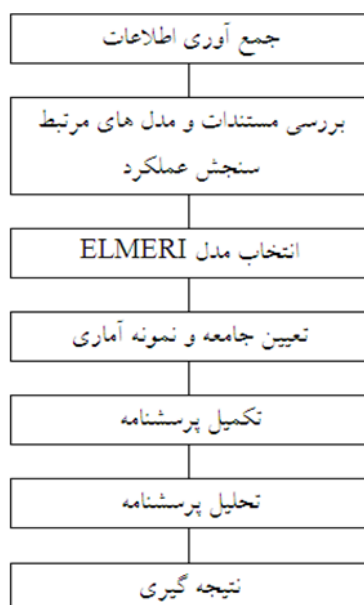 جمع آوری اطلاعات
بررسی مستندات و مدل های مرتبط
سنجش عملکرد
انتخاب مدل ELMERI
تعیین جامعه و نمونه آماری
تکمیل پرسشنامه
تحلیل پرسشنامه
نتیجه گیری